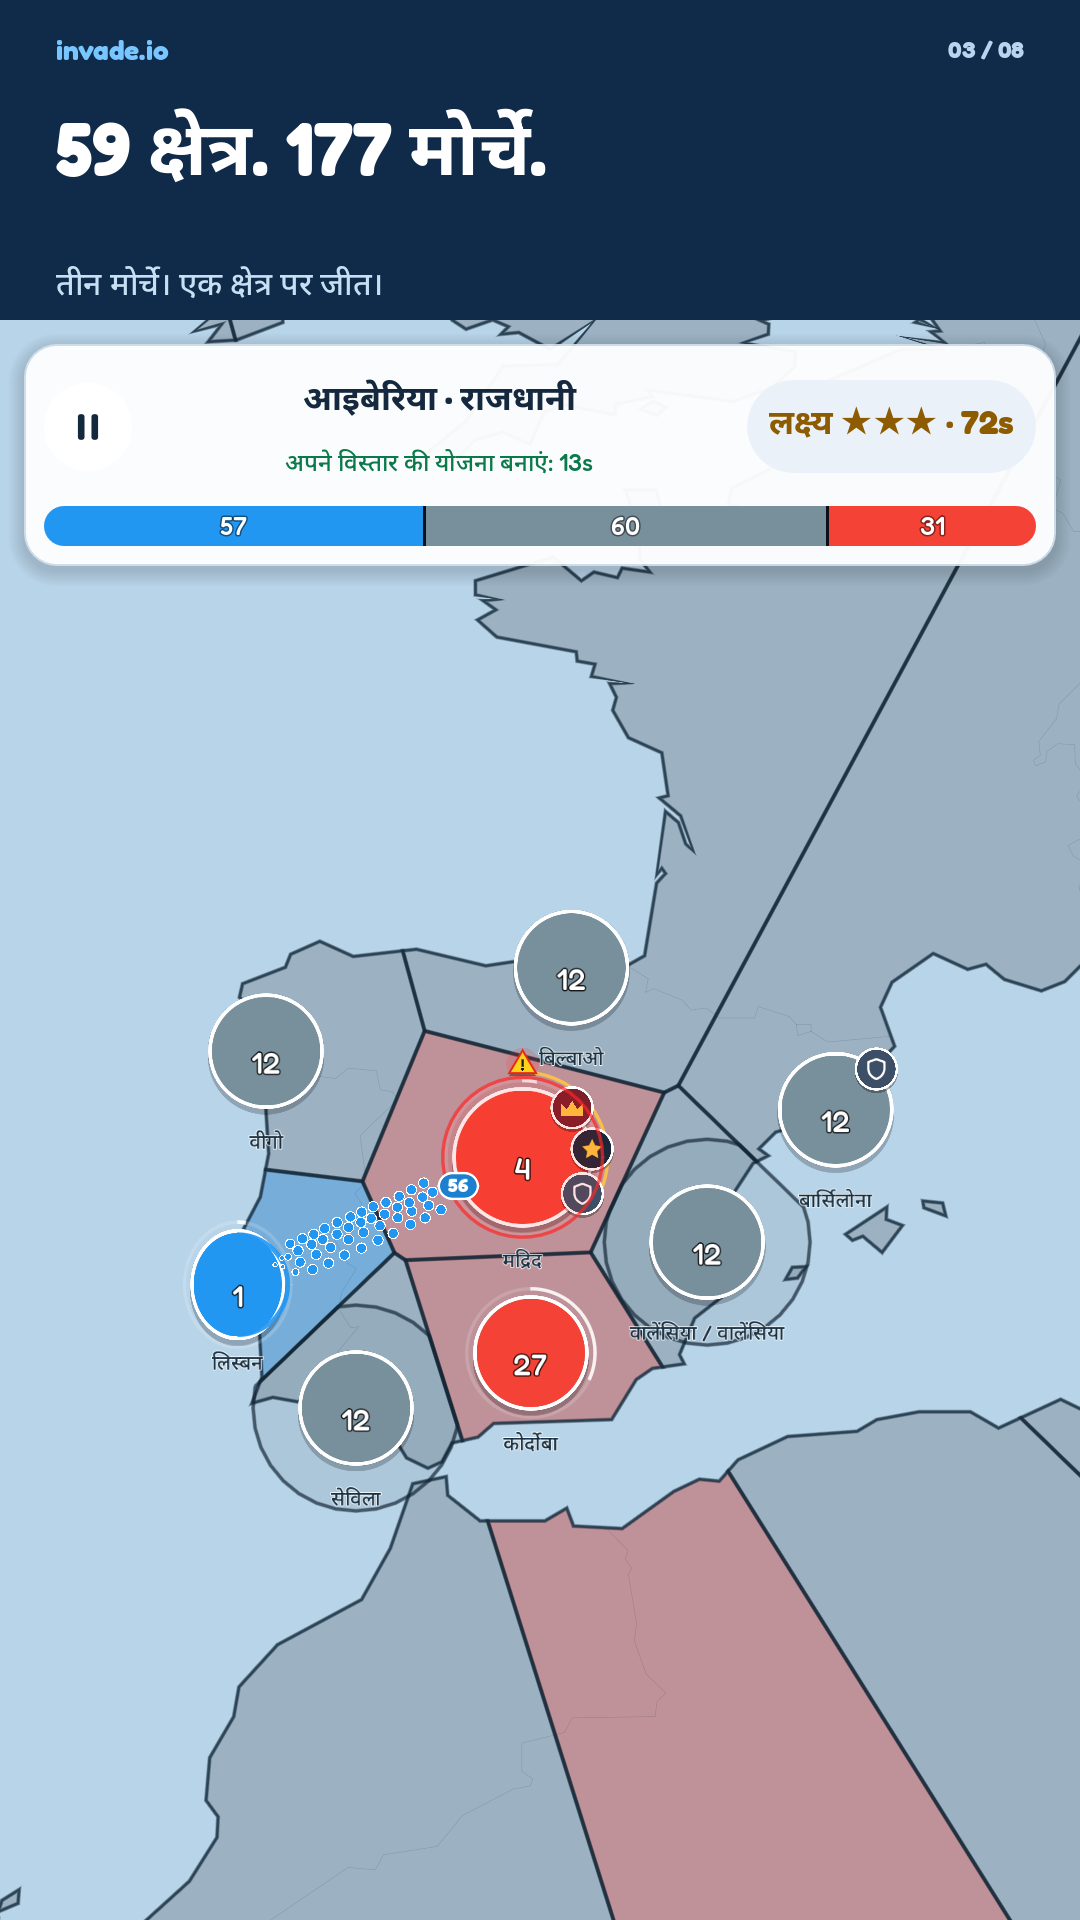 invade.io
03 / 08
59 क्षेत्र. 177 मोर्चे.
तीन मोर्चे। एक क्षेत्र पर जीत।
आइबेरिया · राजधानी
लक्ष्य ★★★ · 72s
अपने विस्तार की योजना बनाएं: 13s
57 60 31
12
बिल्बाओ
12
वीगो
12
बार्सिलोना
4
56
मद्रिद
12
वालेंसिया / वालेंसिया
1
लिस्बन
27
कोर्दोबा
12
सेविला